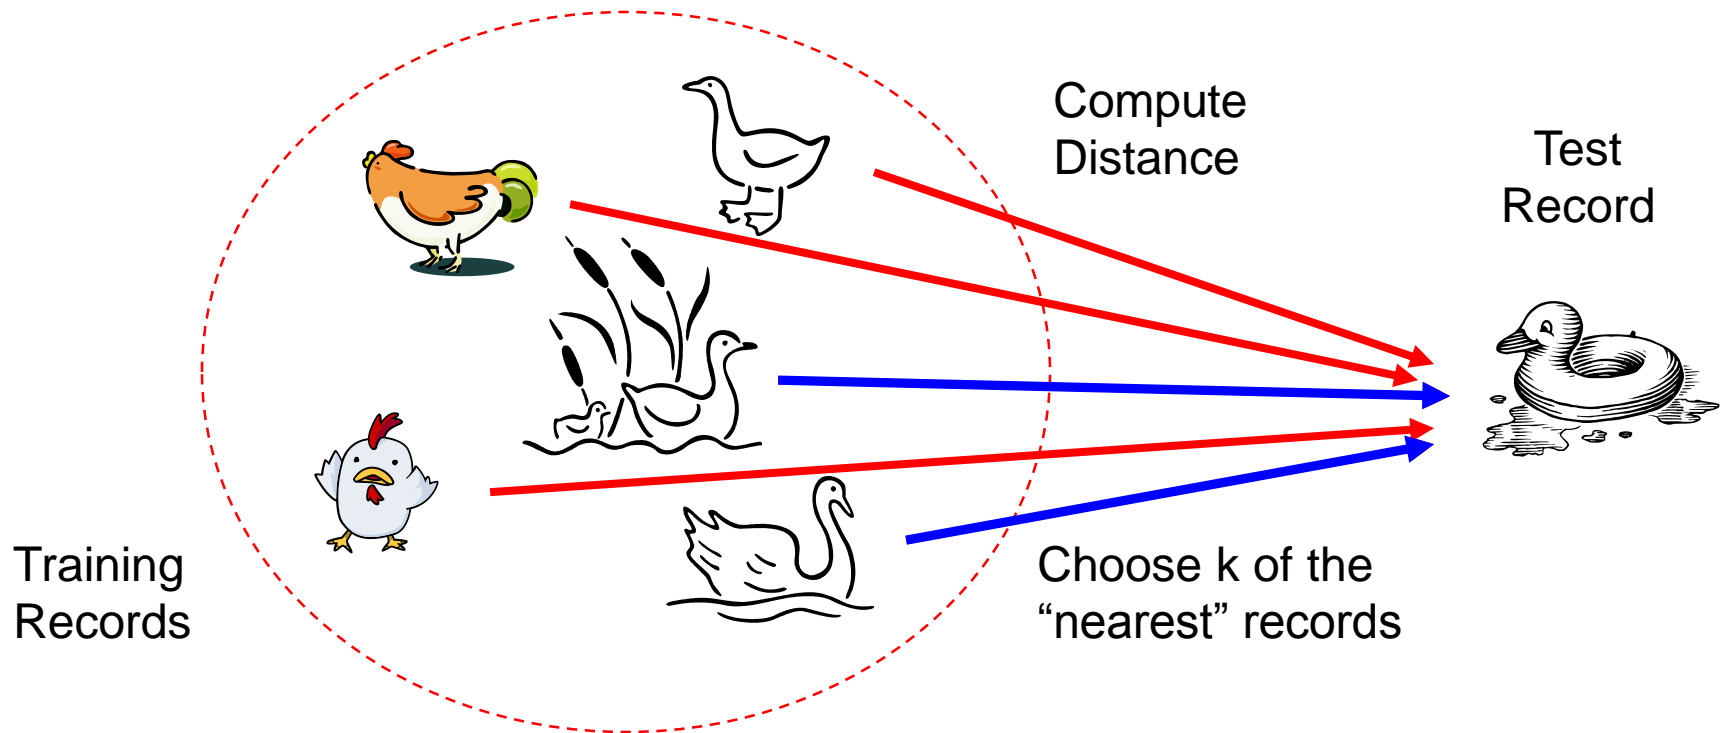 Compute
Distance
Test
Record
Training
Records
Choose k of the
“nearest” records